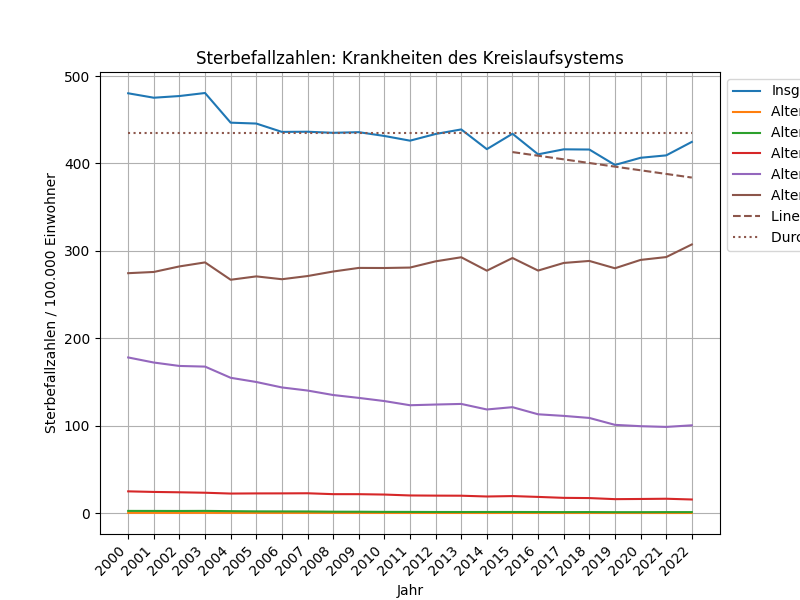 Sterbefallzahlen: Krankheiten des Kreislaufsystems
Sterbefallzahlen / 100.000 Einwohner
500
400
300
200
100
0
2000
2001
2002
2003
2004
2005
2006
2007
2008
2009
2010
2011
2012
2013
2014
2015
2016
2017
2018
2019
2020
2021
2022
Jahr
Insg
Alter
Alter
Alter
Alter
Alter
Line
Durc